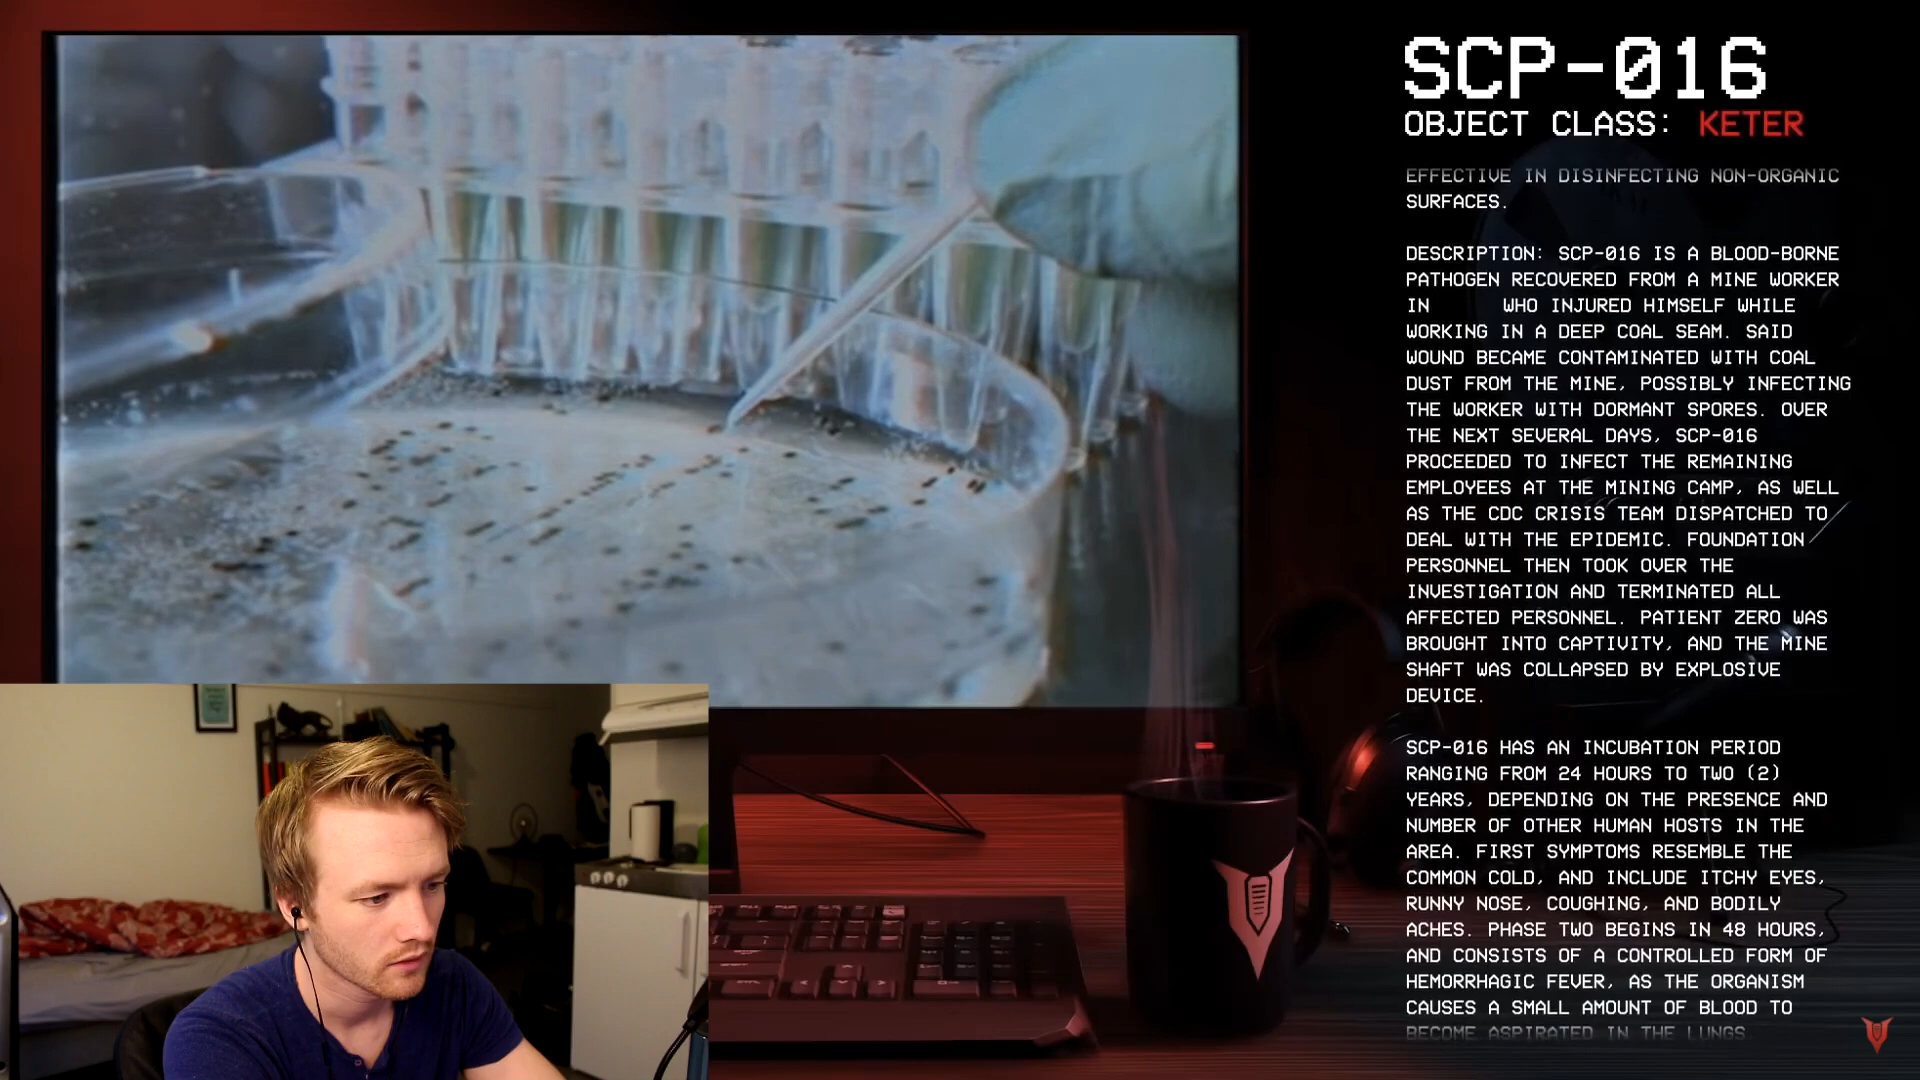 SCP-016
OBJECT CLASS: KETER
EFFECTIVE IN DISINFECTING NON-ORGANIC
SURFACES.
DESCRIPTION: SCP-016 IS A BLOOD-BORNE
PATHOGEN RECOVERED FROM A MINE WORKER
IN WHO INJURED HIMSELF WHILE
WORKING IN A DEEP COAL SEAM. SAID
WOUND BECAME CONTAMINATED WITH COAL
DUST FROM THE MINE, POSSIBLY INFECTING
THE WORKER WITH DORMANT SPORES. OVER
THE NEXT SEVERAL DAYS, SCP-016
PROCEEDED TO INFECT THE REMAINING
EMPLOYEES AT THE MINING CAMP, AS WELL
AS THE CDC CRISIS TEAM DISPATCHED TO
DEAL WITH THE EPIDEMIC. FOUNDATION
PERSONNEL THEN TOOK OVER THE
INVESTIGATION AND TERMINATED ALL
AFFECTED PERSONNEL. PATIENT ZERO WAS
BROUGHT INTO CAPTIVITY, AND THE MINE
SHAFT WAS COLLAPSED BY EXPLOSIVE
DEVICE.
SCP-016 HAS AN INCUBATION PERIOD
RANGING FROM 24 HOURS TO TWO (2)
YEARS, DEPENDING ON THE PRESENCE AND
NUMBER OF OTHER HUMAN HOSTS IN THE
AREA. FIRST SYMPTOMS RESEMBLE THE
COMMON COLD, AND INCLUDE ITCHY EYES,
RUNNY NOSE, COUGHING, AND BODILY
ACHES. PHASE TWO BEGINS IN 48 HOURS,
AND CONSISTS OF A CONTROLLED FORM OF
HEMORRHAGIC FEVER, AS THE ORGANISM
CAUSES A SMALL AMOUNT OF BLOOD TO
BECOME ASPIRATED IN THE LUNGS